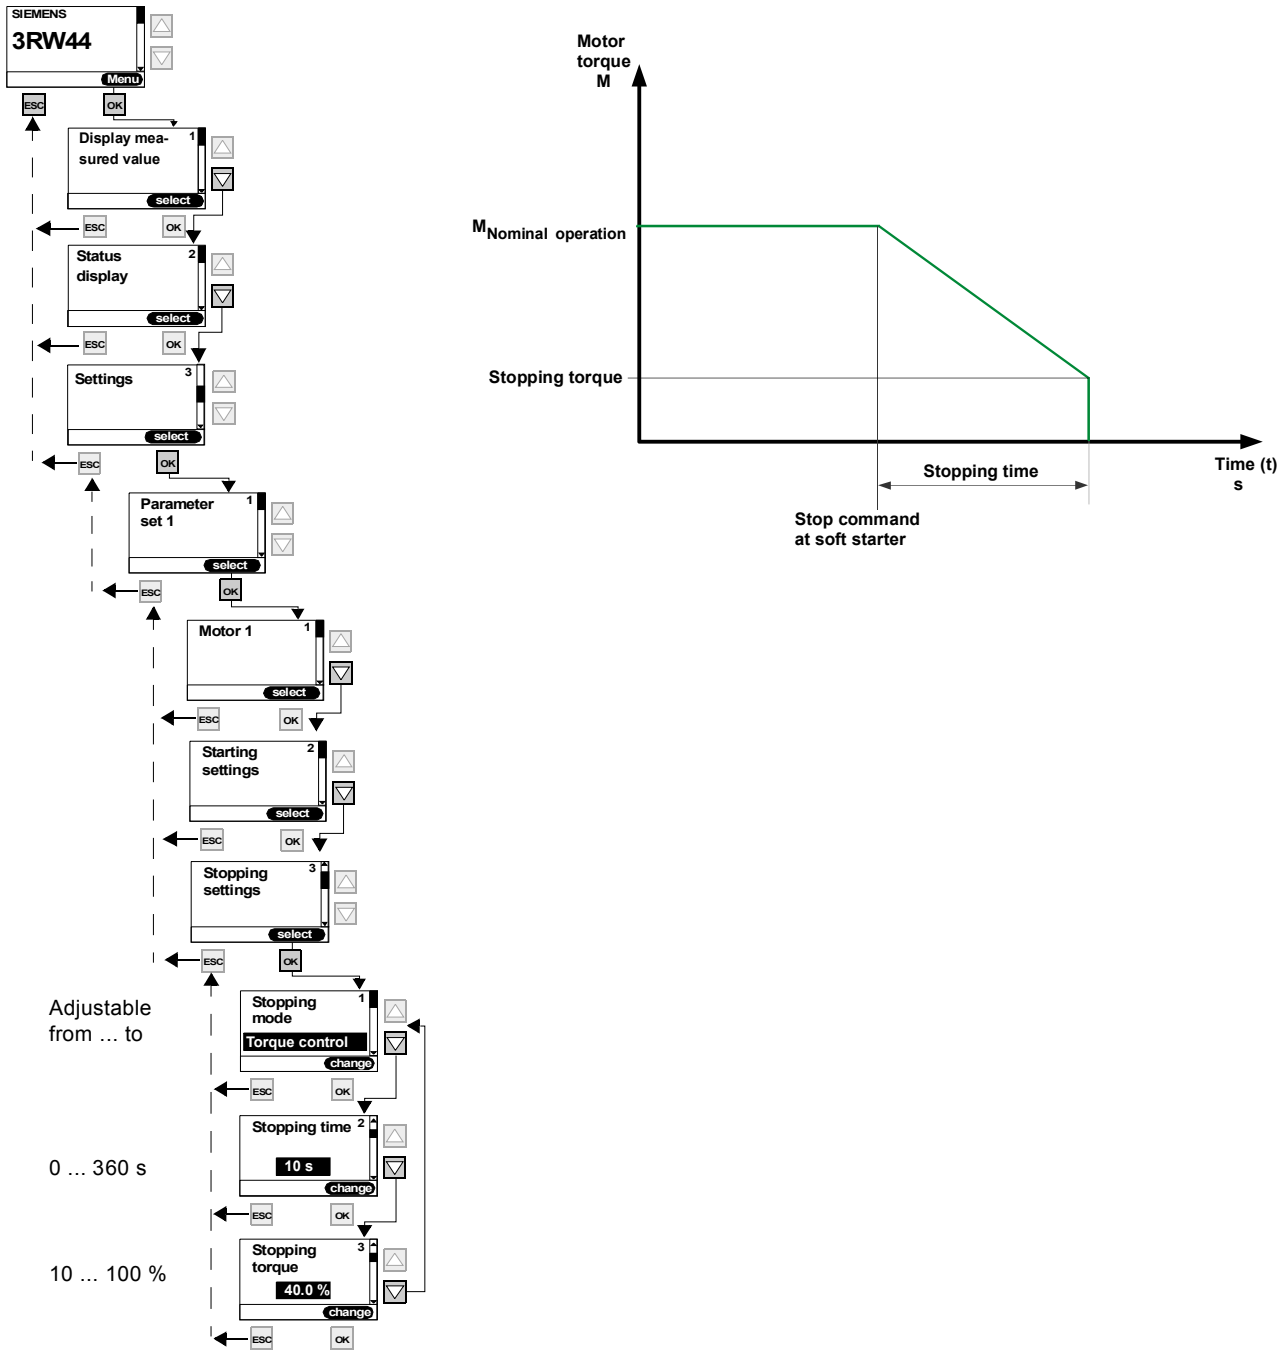 SIEMENS
3RW44
Menu
ESC
OK
Display mea-
sured value
1
select
ESC
OK
Status
display
2
select
ESC
OK
Settings
3
select
ESC
OK
Parameter
set 1
1
select
ESC
OK
Motor 1
1
select
ESC
OK
Starting
settings
2
select
ESC
OK
Stopping
settings
3
select
ESC
OK
Adjustable
from ... to
Stopping
mode
1
Torque control
change
ESC
OK
0 ... 360 s
Stopping time
2
10 s
change
ESC
OK
10 ... 100 %
Stopping
torque
3
40.0 %
change
ESC
OK
Motor
torque
M
MNominal operation
Stopping torque
Stopping time
Time (t)
s
Stop command
at soft starter